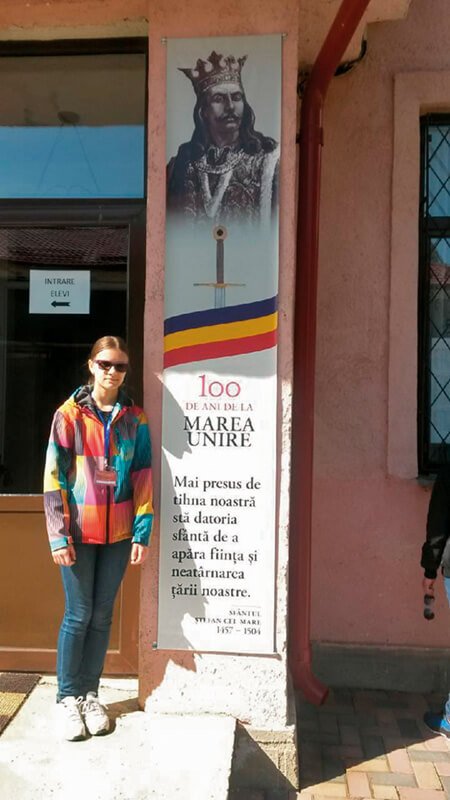 INTRARE
ELEVI
100
DE ANI DE LA
MAREA
UNIRE
Mai presus de
tihna noastră
stă datoria
sfântă de a
apăra ființa și
neatârnarea
țării noastre.
SFÂNTUL
ȘTEFAN CEL MARE
1457 – 1504